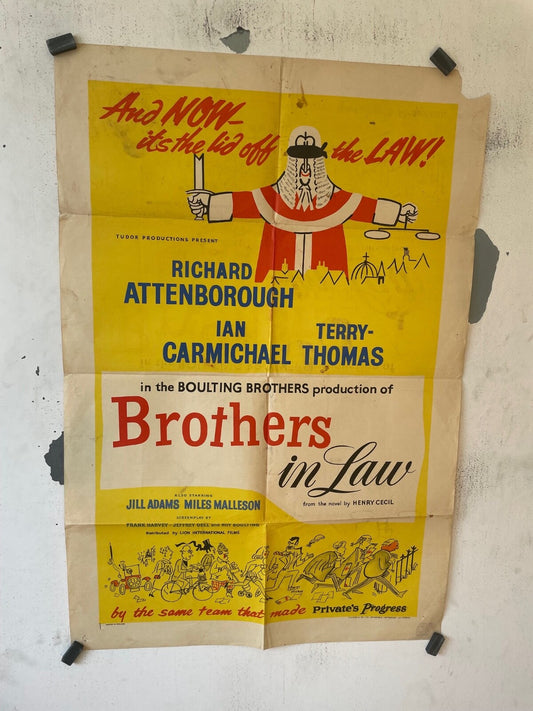 And NOW-
it's the lid off the LAW!
TUDOR PRODUCTIONS PRESENT
RICHARD
ATTENBOROUGH
IAN TERRY-
CARMICHAEL THOMAS
in the BOULTING BROTHERS production of
Brothers
in Law
from the novel by HENRY CECIL
ALSO STARRING
JILL ADAMS MILES MALLESON
SCREENPLAY BY
FRANK HARVEY - JEFFREY DELL and ROY BOULTING
Distributed by LION INTERNATIONAL FILMS
by the same team that made Private's Progress